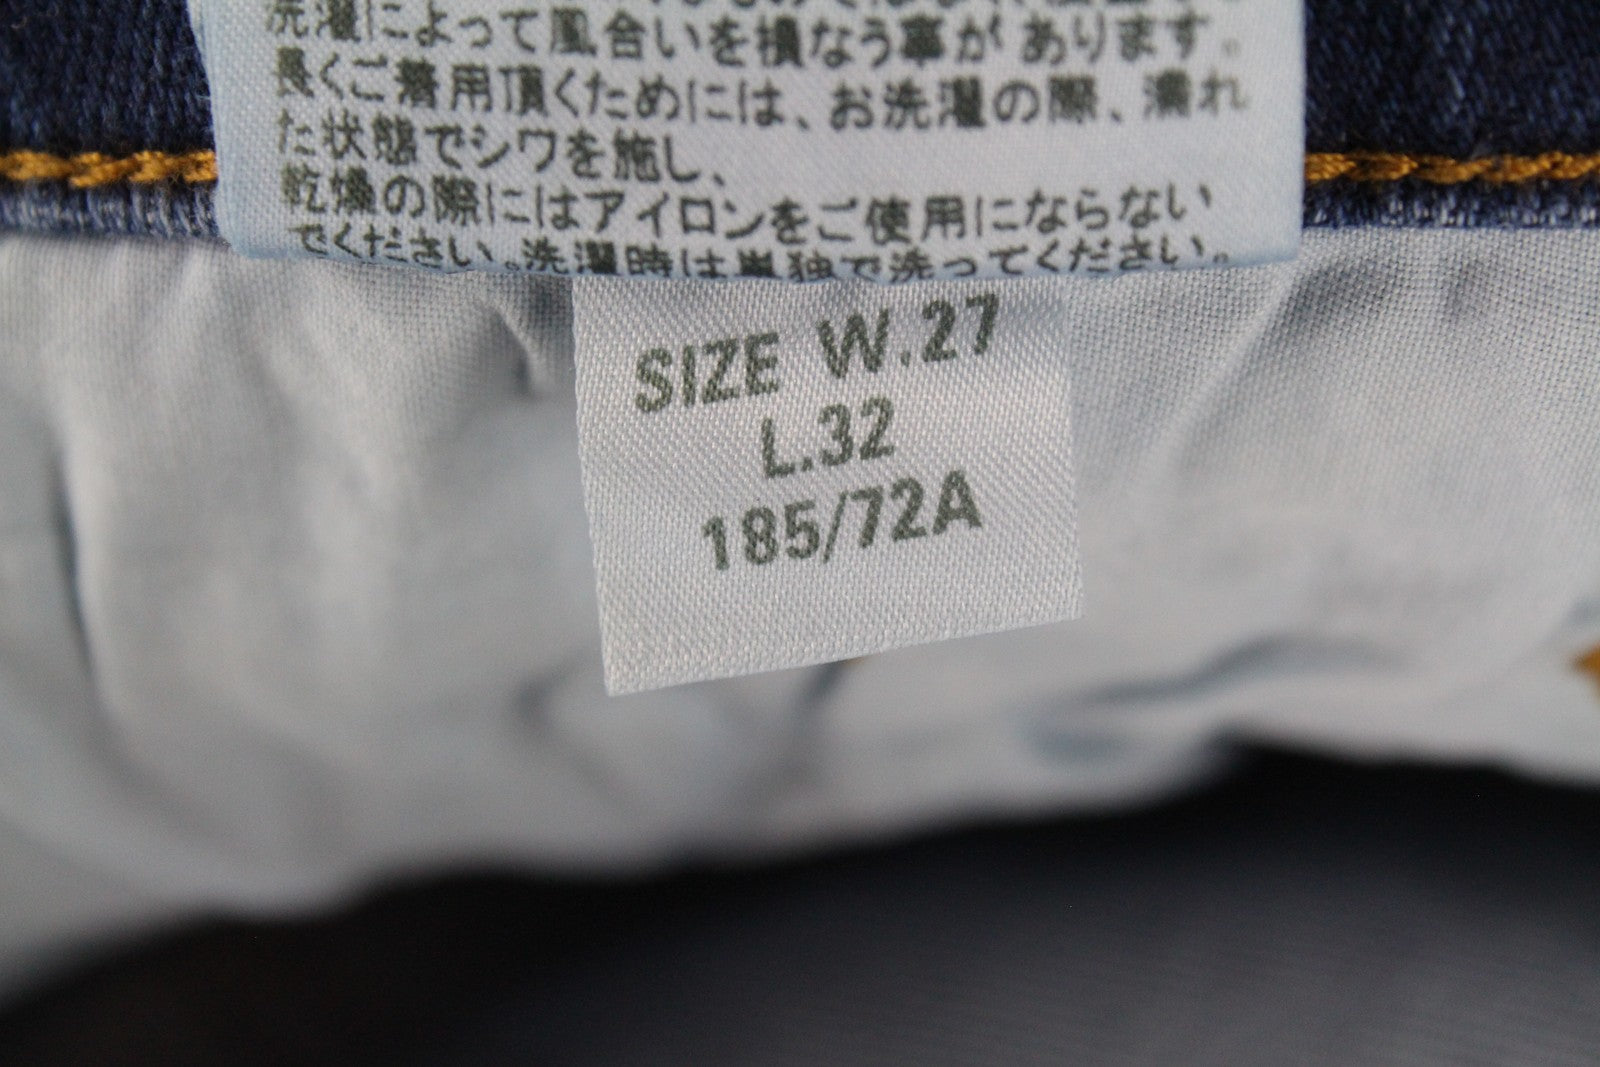 洗濯によって風合いを損なう事があります。
長くご着用頂くためには、お洗濯の際、濡れ
た状態でシワを施し、
乾燥の際にはアイロンをご使用にならない
でください。洗濯時は単独で洗ってください。
SIZE W.27
L.32
185/72A